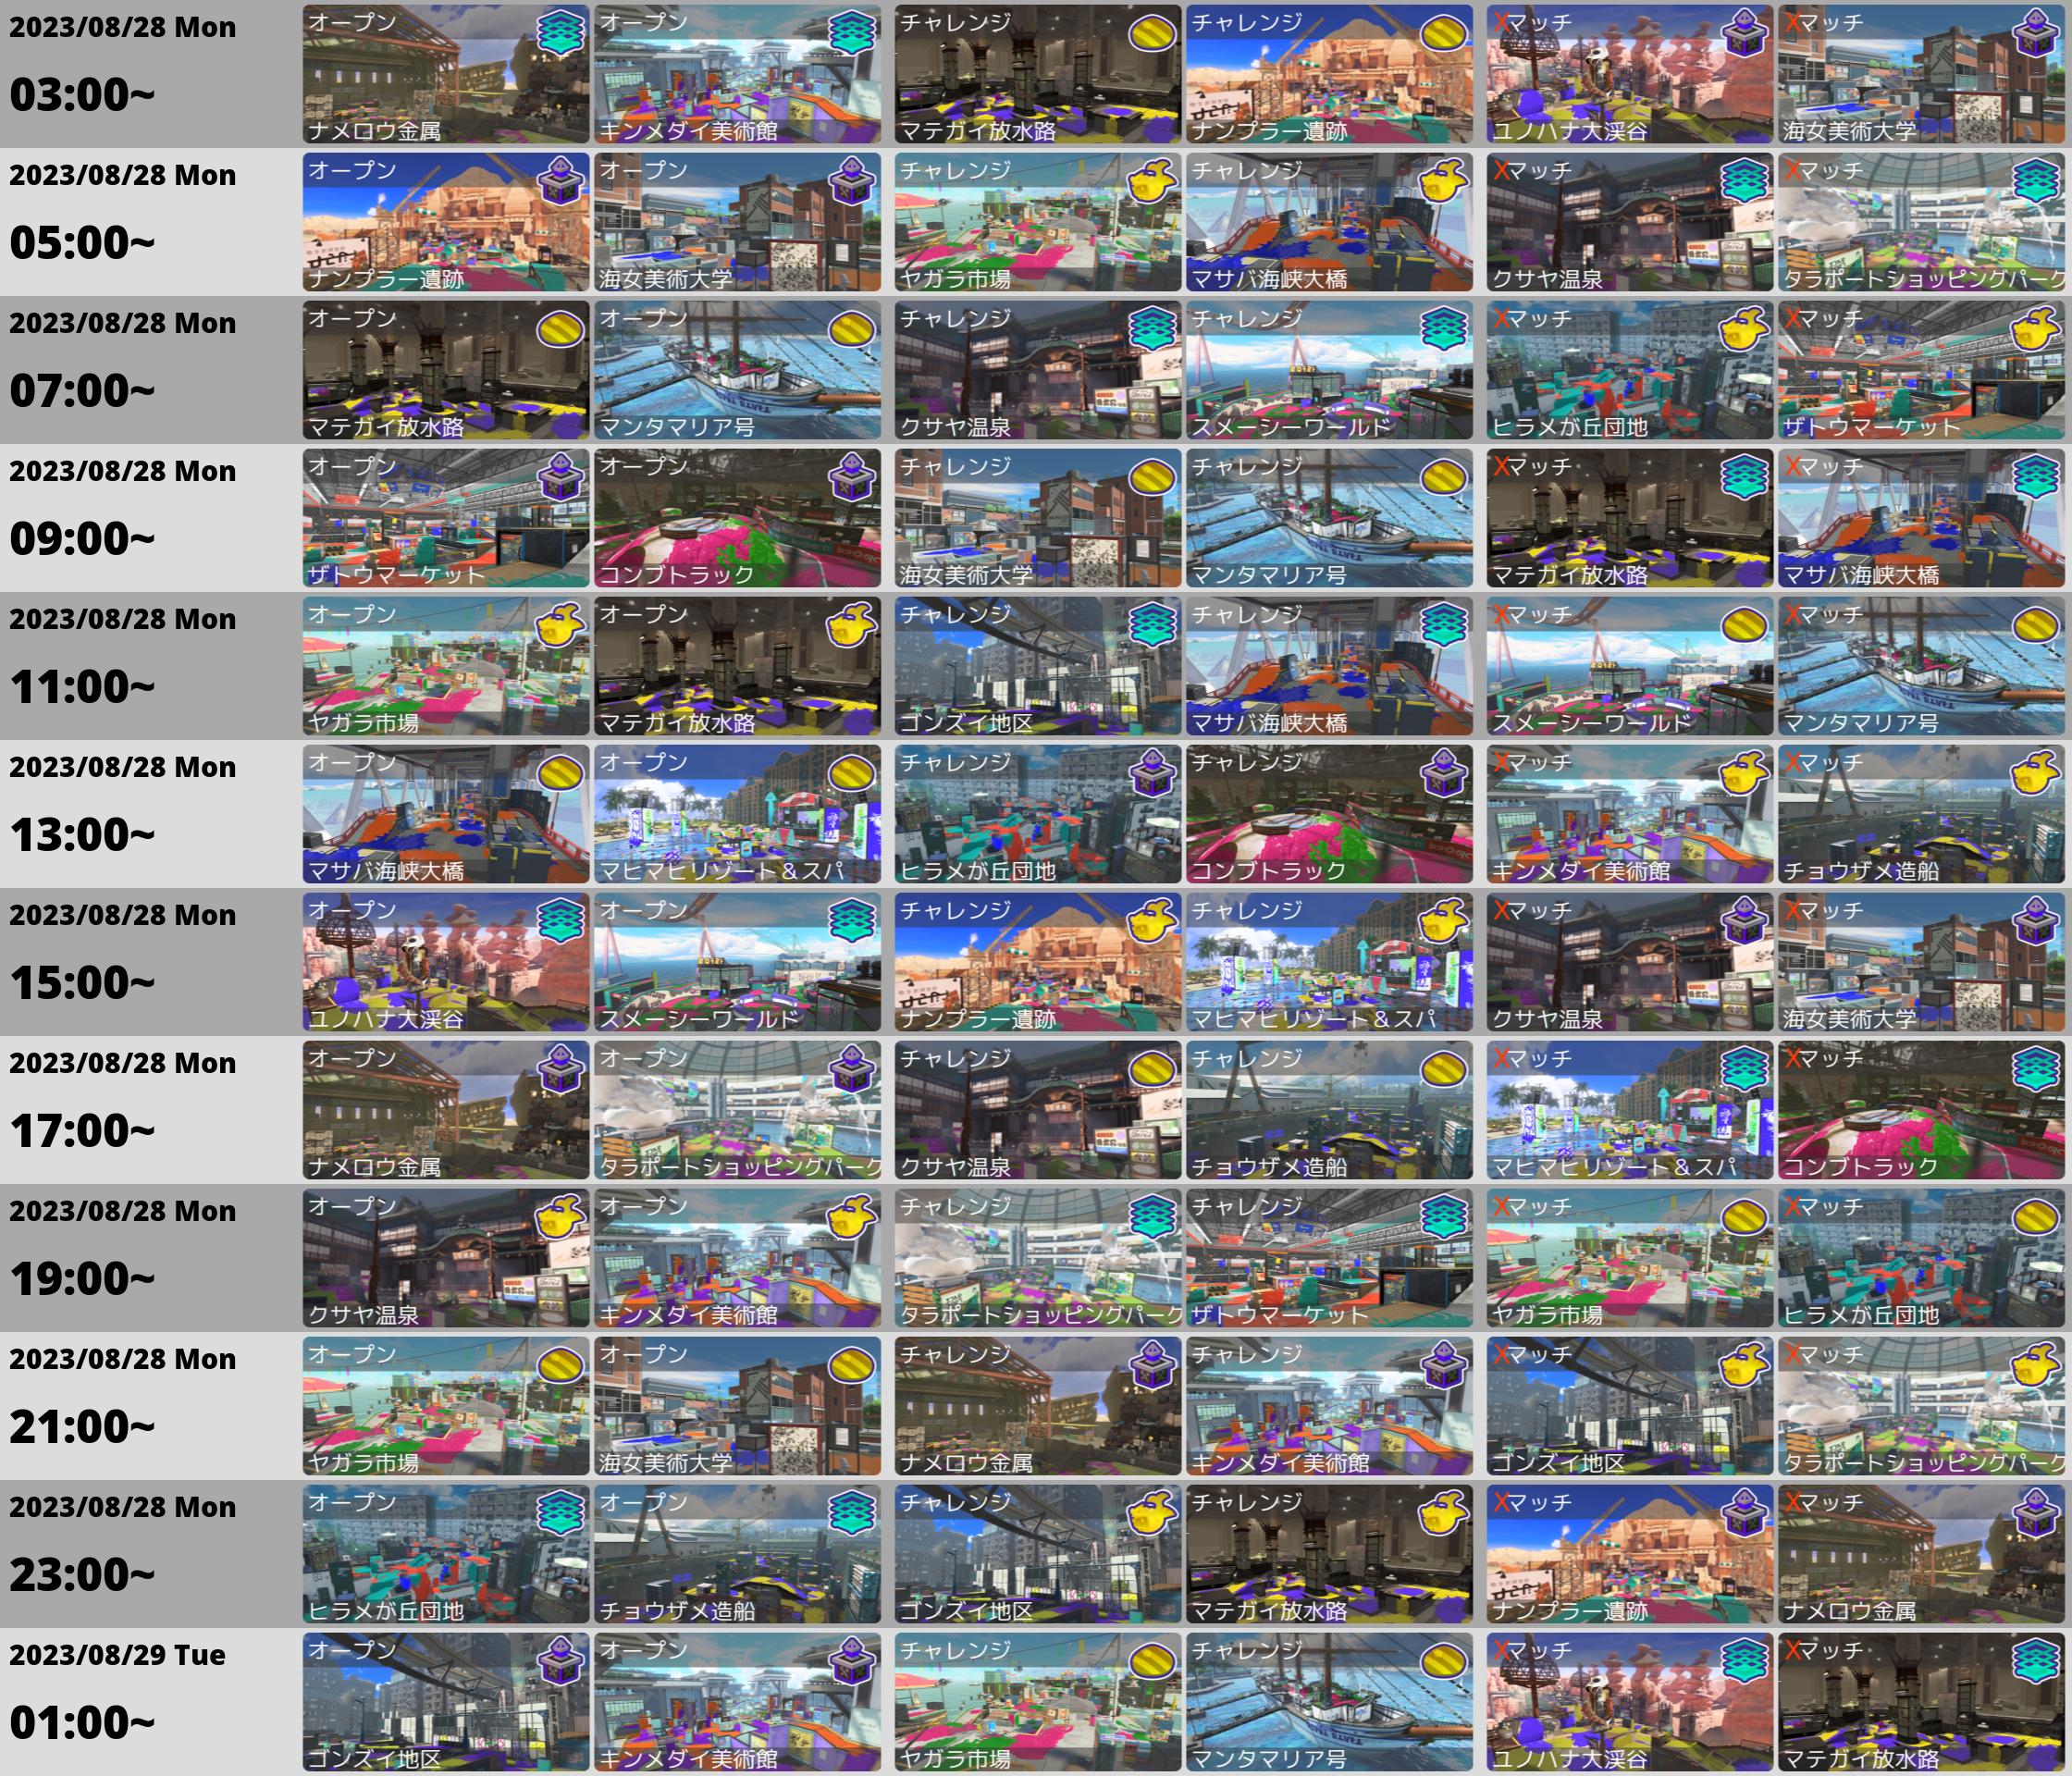 2023/08/28 Mon
03:00~
オープン オープン チャレンジ チャレンジ Xマッチ Xマッチ
ナメロウ金属 キンメダイ美術館 マテガイ放水路 ナンプラー遺跡 ユノハナ大渓谷 海女美術大学
2023/08/28 Mon
05:00~
オープン オープン チャレンジ チャレンジ Xマッチ Xマッチ
ナンプラー遺跡 海女美術大学 ヤガラ市場 マサバ海峡大橋 クサヤ温泉 タラポートショッピングパーク
2023/08/28 Mon
07:00~
オープン オープン チャレンジ チャレンジ Xマッチ Xマッチ
マテガイ放水路 マンタマリア号 クサヤ温泉 スメーシーワールド ヒラメが丘団地 ザトウマーケット
2023/08/28 Mon
09:00~
オープン オープン チャレンジ チャレンジ Xマッチ Xマッチ
ザトウマーケット コンブトラック 海女美術大学 マンタマリア号 マテガイ放水路 マサバ海峡大橋
2023/08/28 Mon
11:00~
オープン オープン チャレンジ チャレンジ Xマッチ Xマッチ
ヤガラ市場 マテガイ放水路 ゴンズイ地区 マサバ海峡大橋 スメーシーワールド マンタマリア号
2023/08/28 Mon
13:00~
オープン オープン チャレンジ チャレンジ Xマッチ Xマッチ
マサバ海峡大橋 マヒマヒリゾート＆スパ ヒラメが丘団地 コンブトラック キンメダイ美術館 チョウザメ造船
2023/08/28 Mon
15:00~
オープン オープン チャレンジ チャレンジ Xマッチ Xマッチ
ユノハナ大渓谷 スメーシーワールド ナンプラー遺跡 マヒマヒリゾート＆スパ クサヤ温泉 海女美術大学
2023/08/28 Mon
17:00~
オープン オープン チャレンジ チャレンジ Xマッチ Xマッチ
ナメロウ金属 タラポートショッピングパーク クサヤ温泉 チョウザメ造船 マヒマヒリゾート＆スパ コンブトラック
2023/08/28 Mon
19:00~
オープン オープン チャレンジ チャレンジ Xマッチ Xマッチ
クサヤ温泉 キンメダイ美術館 タラポートショッピングパーク ザトウマーケット ヤガラ市場 ヒラメが丘団地
2023/08/28 Mon
21:00~
オープン オープン チャレンジ チャレンジ Xマッチ Xマッチ
ヤガラ市場 海女美術大学 ナメロウ金属 キンメダイ美術館 ゴンズイ地区 タラポートショッピングパーク
2023/08/28 Mon
23:00~
オープン オープン チャレンジ チャレンジ Xマッチ Xマッチ
ヒラメが丘団地 チョウザメ造船 ゴンズイ地区 マテガイ放水路 ナンプラー遺跡 ナメロウ金属
2023/08/29 Tue
01:00~
オープン オープン チャレンジ チャレンジ Xマッチ Xマッチ
ゴンズイ地区 キンメダイ美術館 ヤガラ市場 マンタマリア号 ユノハナ大渓谷 マテガイ放水路